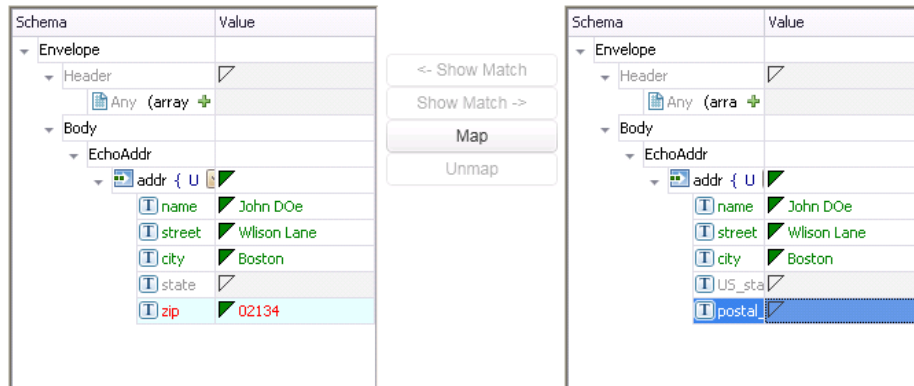 Schema Value
Envelope
Header
Any (array
Body
EchoAddr
addr { U
name John DOe
street Wlison Lane
city Boston
state
zip 02134
<- Show Match
Show Match ->
Map
Unmap
Schema Value
Envelope
Header
Any (arra
Body
EchoAddr
addr { U
name John DOe
street Wlison Lane
city Boston
US_sta
postal_